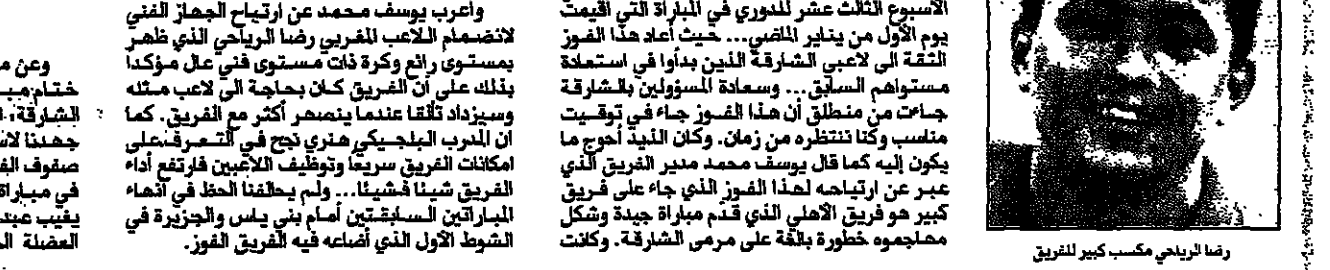 رضا الرياحي مكسب كبير للفريق
الأسبوع الثالث عشر للدوري في المباراة التي اقيمت
يوم الأول من يناير الماضي... حيث أعاد هذا الفوز
الثقة الى لاعبي الشارقة الذين بدأوا في استعادة
مستواهم السابق... وسعادة المسؤولين بالشارقة
جاءت من منطلق أن هذا الفوز جاء في توقيت
مناسب وكنا ننتظره من زمان. وكان الذيد أحوج ما
يكون إليه كما قال يوسف محمد مدير الفريق الذي
عبر عن ارتياحه لهذا الفوز الذي جاء على فريق
كبير هو فريق الأهلي الذي قدّم مباراة جيدة وشكل
مهاجموه خطورة بالغة على مرمى الشارقة. وكانت
وأعرب يوسف محمد عن ارتياح الجهاز الفني
لانضمام اللاعب المغربي رضا الرياحي الذي ظهر
بمستوى رائع وكرة ذات مستوى فني عال مؤكدا
بذلك على أن الفريق كان بحاجة الى لاعب مثله
وسيزداد تألقا عندما ينصهر أكثر مع الفريق. كما
ان المدرب البلجيكي هنري نجح في التعرف على
امكانات الفريق سريعا وتوظيف اللاعبين فارتفع أداء
الفريق شيئا فشيئا... ولم يحالفنا الحظ في انهاء
المباراتين السابقتين أمام بني ياس والجزيرة في
الشوط الأول الذي أضاعه فيه الفريق الفوز.
وعن
ختام
الشارقة
جهدنا
صفوف
في مباراة
يغيب
العضلة